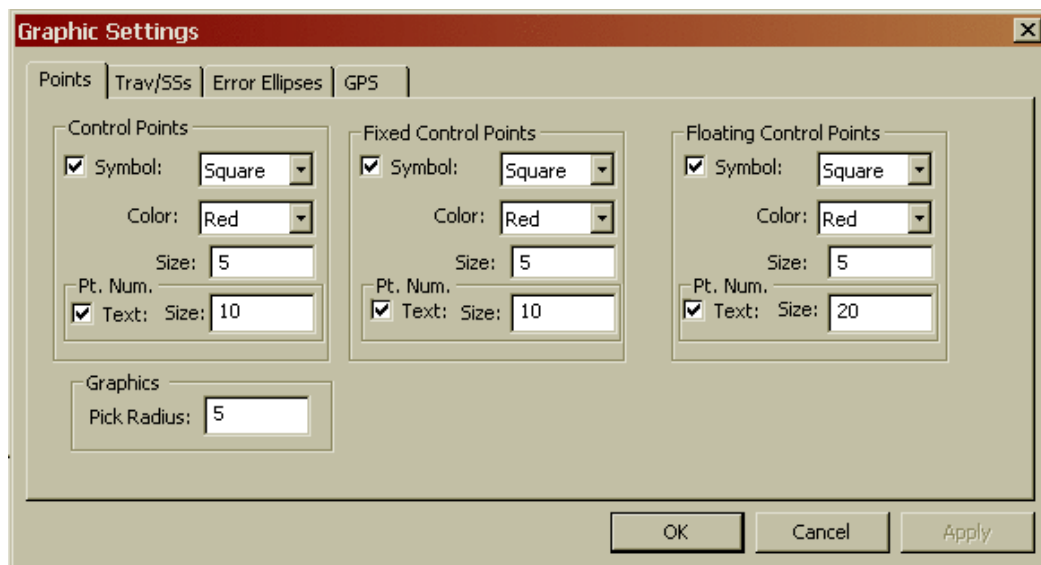 Graphic Settings
Points Trav/SSs Error Ellipses GPS
Control Points
Symbol: Square
Color: Red
Size: 5
Pt. Num.
Text: Size: 10
Fixed Control Points
Symbol: Square
Color: Red
Size: 5
Pt. Num.
Text: Size: 10
Floating Control Points
Symbol: Square
Color: Red
Size: 5
Pt. Num.
Text: Size: 20
Graphics
Pick Radius: 5
OK Cancel Apply